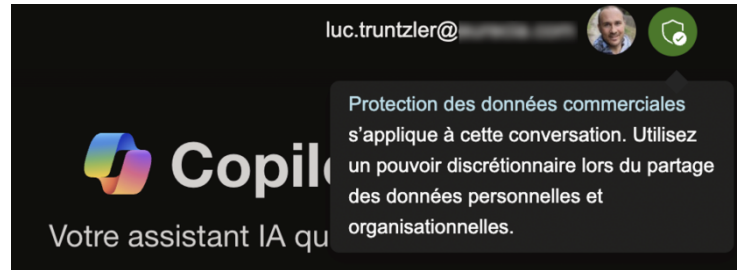 luc.truntzler@
Protection des données commerciales
s'applique à cette conversation. Utilisez
un pouvoir discrétionnaire lors du partage
des données personnelles et
organisationnelles.
Copil
Votre assistant IA qu